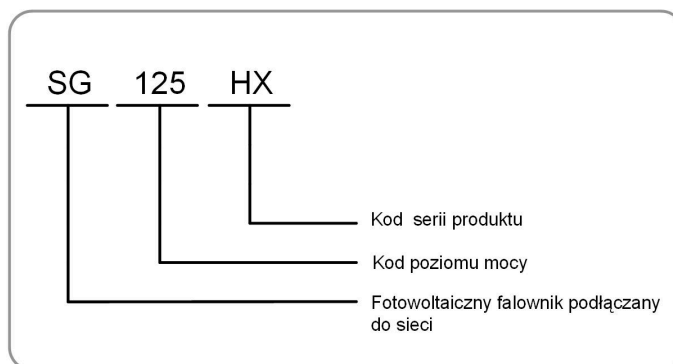 SG 125 HX
Kod serii produktu
Kod poziomu mocy
Fotowoltaiczny falownik podłączany
do sieci